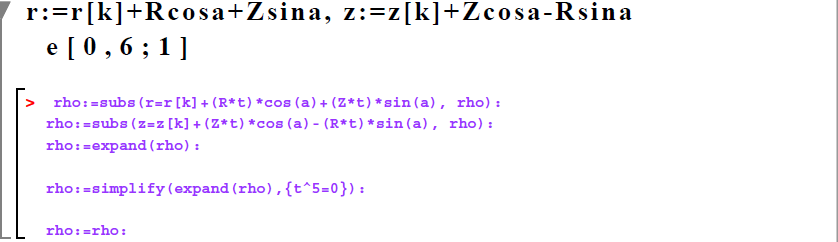 r:=r[k]+Rcosa+Zsina, z:=z[k]+Zcosa-Rsina
e[0,6;1]
> rho:=subs(r=r[k]+(R*t)*cos(a)+(Z*t)*sin(a), rho):
rho:=subs(z=z[k]+(Z*t)*cos(a)-(R*t)*sin(a), rho):
rho:=expand(rho):
rho:=simplify(expand(rho),{t^5=0}):
rho:=rho: